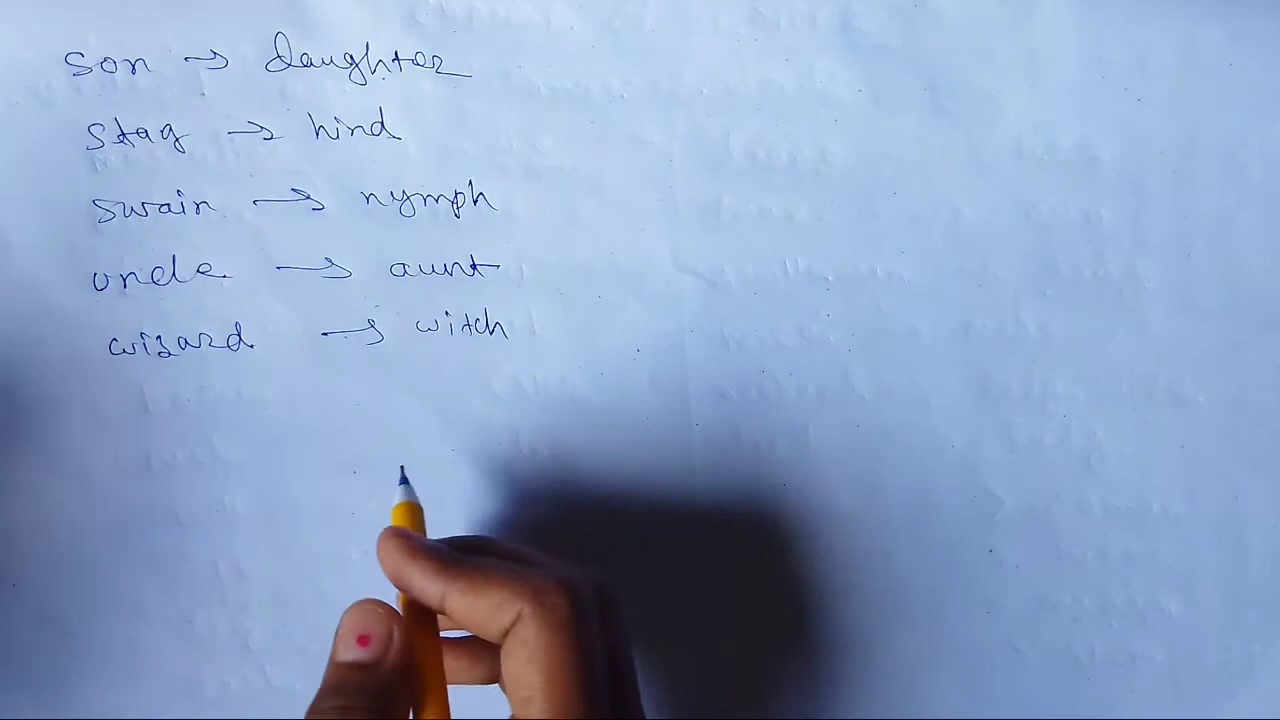 son → daughter
stag → hind
swain → nymph
uncle → aunt
wizard → witch